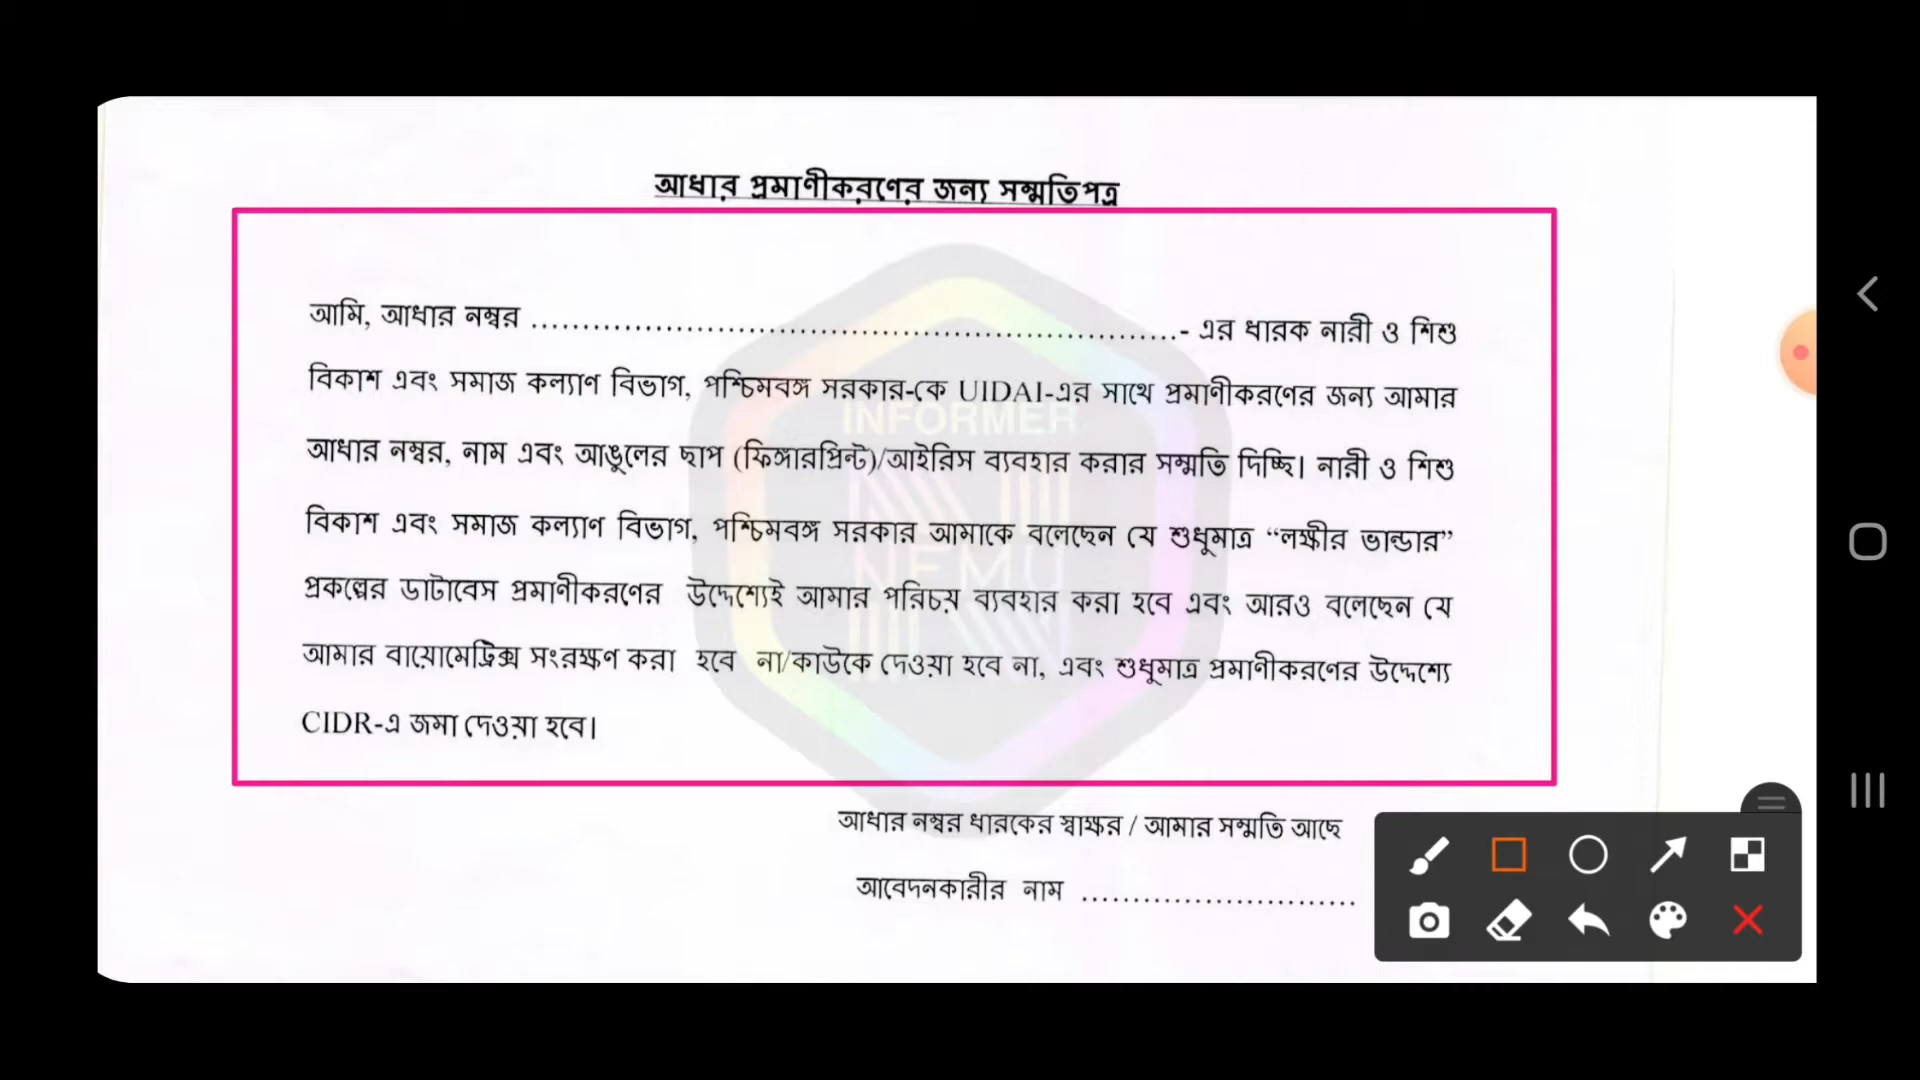 আধার প্রমাণীকরণের জন্য সম্মতিপত্র
আমি, আধার নম্বর ..........................................................................- এর ধারক নারী ও শিশু
বিকাশ এবং সমাজ কল্যাণ বিভাগ, পশ্চিমবঙ্গ সরকার-কে UIDAI-এর সাথে প্রমাণীকরণের জন্য আমার
INFORMER
আধার নম্বর, নাম এবং আঙুলের ছাপ (ফিঙ্গারপ্রিন্ট)/আইরিস ব্যবহার করার সম্মতি দিচ্ছি। নারী ও শিশু
বিকাশ এবং সমাজ কল্যাণ বিভাগ, পশ্চিমবঙ্গ সরকার আমাকে বলেছেন যে শুধুমাত্র “লক্ষীর ভান্ডার”
প্রকল্পের ডাটাবেস প্রমাণীকরণের উদ্দেশ্যেই আমার পরিচয় ব্যবহার করা হবে এবং আরও বলেছেন যে
আমার বায়োমেট্রিক্স সংরক্ষণ করা হবে না/কাউকে দেওয়া হবে না, এবং শুধুমাত্র প্রমাণীকরণের উদ্দেশ্যে
CIDR-এ জমা দেওয়া হবে।
আধার নম্বর ধারকের স্বাক্ষর / আমার সম্মতি আছে
আবেদনকারীর নাম ...........................